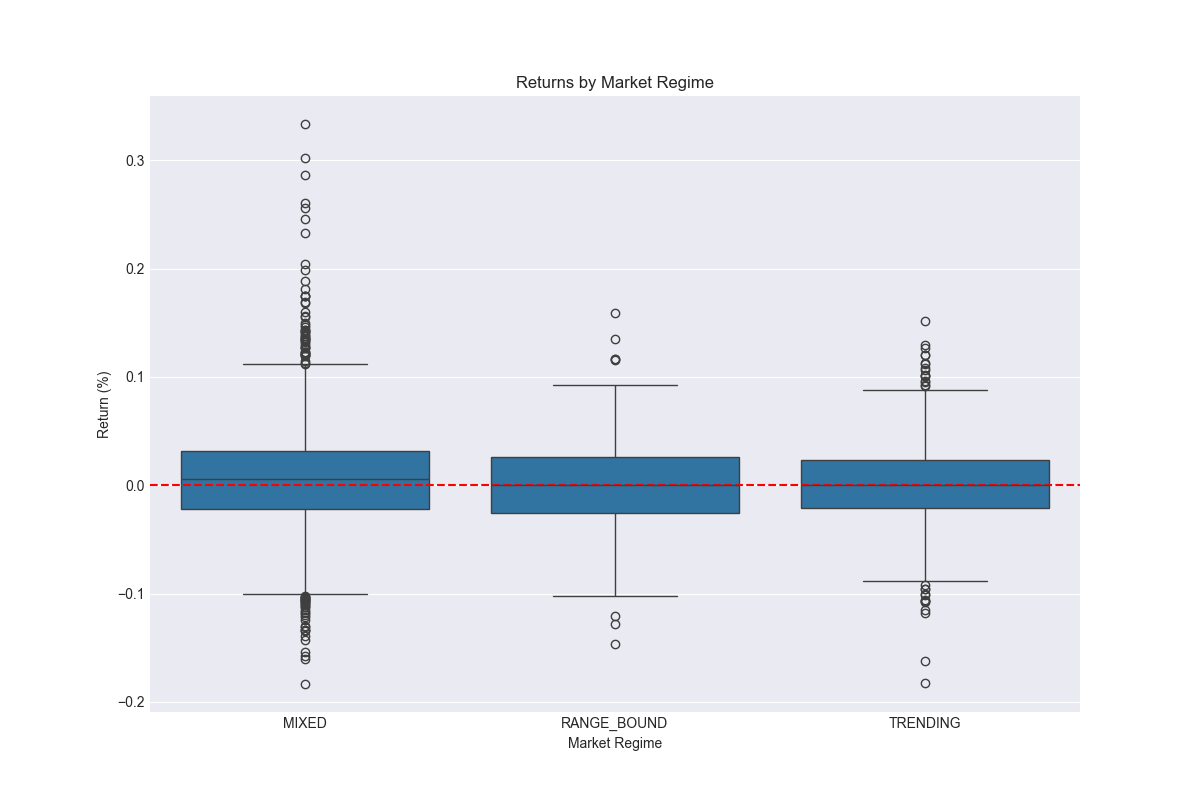 Returns by Market Regime
0.3
0.2
0.1
0.0
−0.1
−0.2
Return (%)
MIXED RANGE_BOUND TRENDING
Market Regime